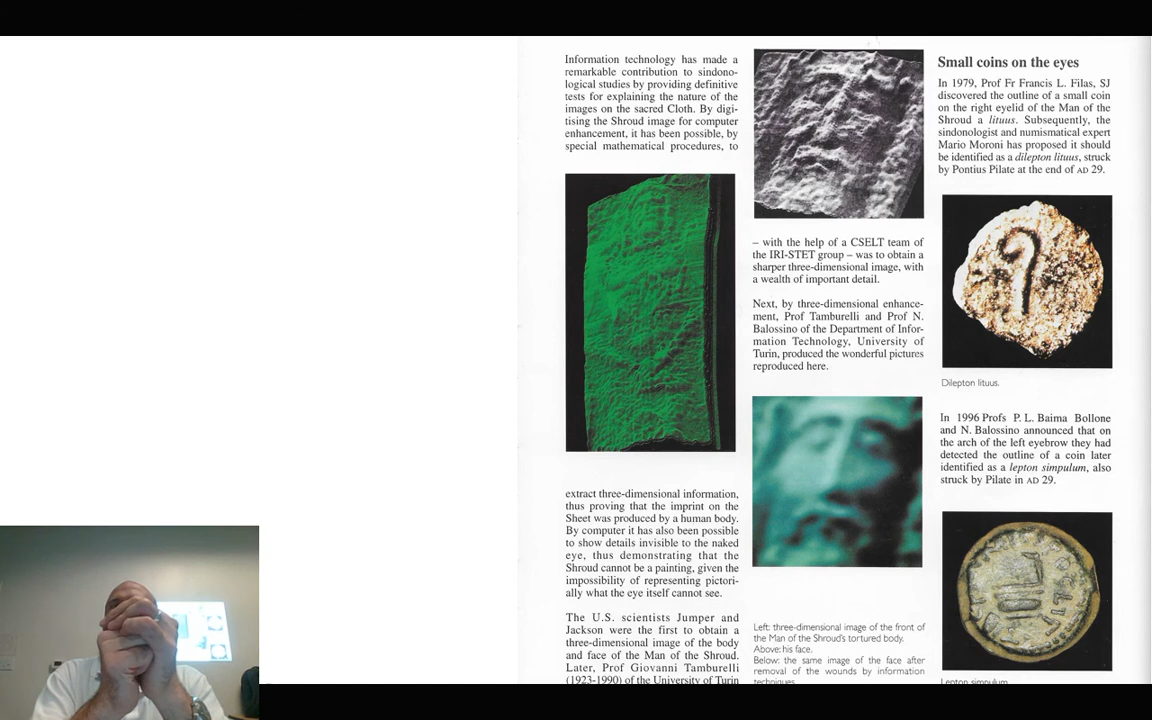 Information technology has made a
remarkable contribution to sindono-
logical studies by providing definitive
tests for explaining the nature of the
images on the sacred Cloth. By digi-
tising the Shroud image for computer
enhancement, it has been possible, by
special mathematical procedures, to
extract three-dimensional information,
thus proving that the imprint on the
Sheet was produced by a human body.
By computer it has also been possible
to show details invisible to the naked
eye, thus demonstrating that the
Shroud cannot be a painting, given the
impossibility of representing pictori-
ally what the eye itself cannot see.
The U.S. scientists Jumper and
Jackson were the first to obtain a
three-dimensional image of the body
and face of the Man of the Shroud.
Later, Prof Giovanni Tamburelli
(1923-1990) of the University of Turin
– with the help of a CSELT team of
the IRI-STET group – was to obtain a
sharper three-dimensional image, with
a wealth of important detail.
Next, by three-dimensional enhance-
ment, Prof Tamburelli and Prof N.
Balossino of the Department of Infor-
mation Technology, University of
Turin, produced the wonderful pictures
reproduced here.
Left: three-dimensional image of the front of
the Man of the Shroud's tortured body.
Above: his face.
Below: the same image of the face after
removal of the wounds by information
techniques.
Small coins on the eyes
In 1979, Prof Fr Francis L. Filas, SJ
discovered the outline of a small coin
on the right eyelid of the Man of the
Shroud a lituus. Subsequently, the
sindonologist and numismatical expert
Mario Moroni has proposed it should
be identified as a dilepton lituus, struck
by Pontius Pilate at the end of AD 29.
Dilepton lituus.
In 1996 Profs P. L. Baima Bollone
and N. Balossino announced that on
the arch of the left eyebrow they had
detected the outline of a coin later
identified as a lepton simpulum, also
struck by Pilate in AD 29.
Lepton simpulum.